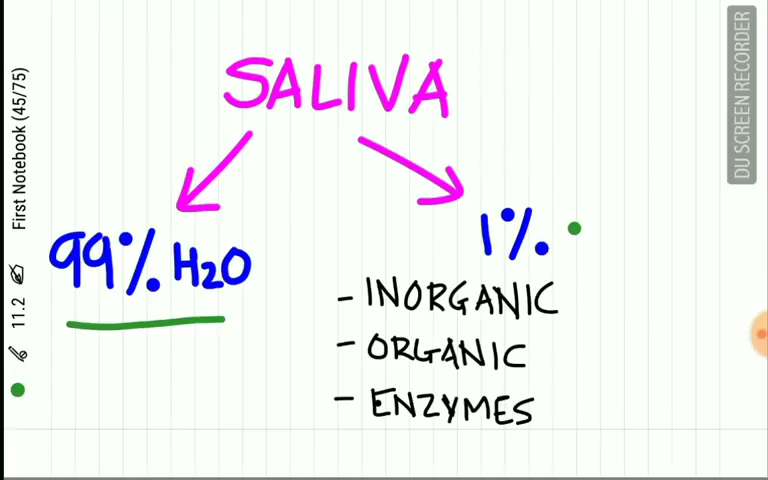 SALIVA
99% H2O
1%
- INORGANIC
- ORGANIC
- ENZYMES
First Notebook (45/75)
11.2
DU SCREEN RECORDER